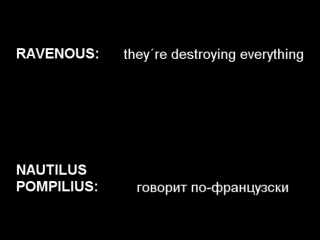 RAVENOUS: they´re destroying everything
NAUTILUS
POMPILIUS: говорит по-французски